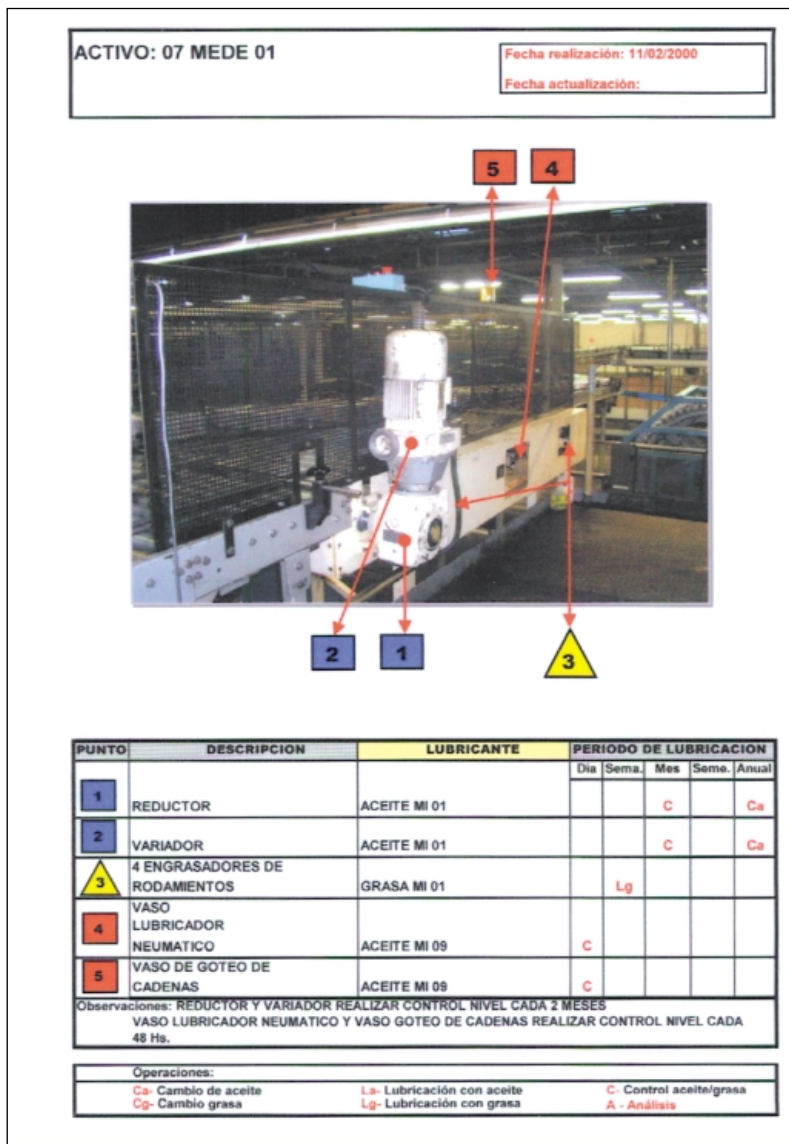 ACTIVO: 07 MEDE 01
Fecha realización: 11/02/2000
Fecha actualización:
5 4
2 1 3
PUNTO DESCRIPCION LUBRICANTE PERIODO DE LUBRICACION
Dia Sema. Mes Seme. Anual
1 REDUCTOR ACEITE MI 01 C Ca
2 VARIADOR ACEITE MI 01 C Ca
3 4 ENGRASADORES DE
RODAMIENTOS GRASA MI 01 Lg
4 VASO
LUBRICADOR
NEUMATICO ACEITE MI 09 C
5 VASO DE GOTEO DE
CADENAS ACEITE MI 09 C
Observaciones: REDUCTOR Y VARIADOR REALIZAR CONTROL NIVEL CADA 2 MESES
VASO LUBRICADOR NEUMATICO Y VASO GOTEO DE CADENAS REALIZAR CONTROL NIVEL CADA
48 Hs.
Operaciones:
Ca- Cambio de aceite La- Lubricación con aceite C- Control aceite/grasa
Cg- Cambio grasa Lg- Lubricación con grasa A - Análisis